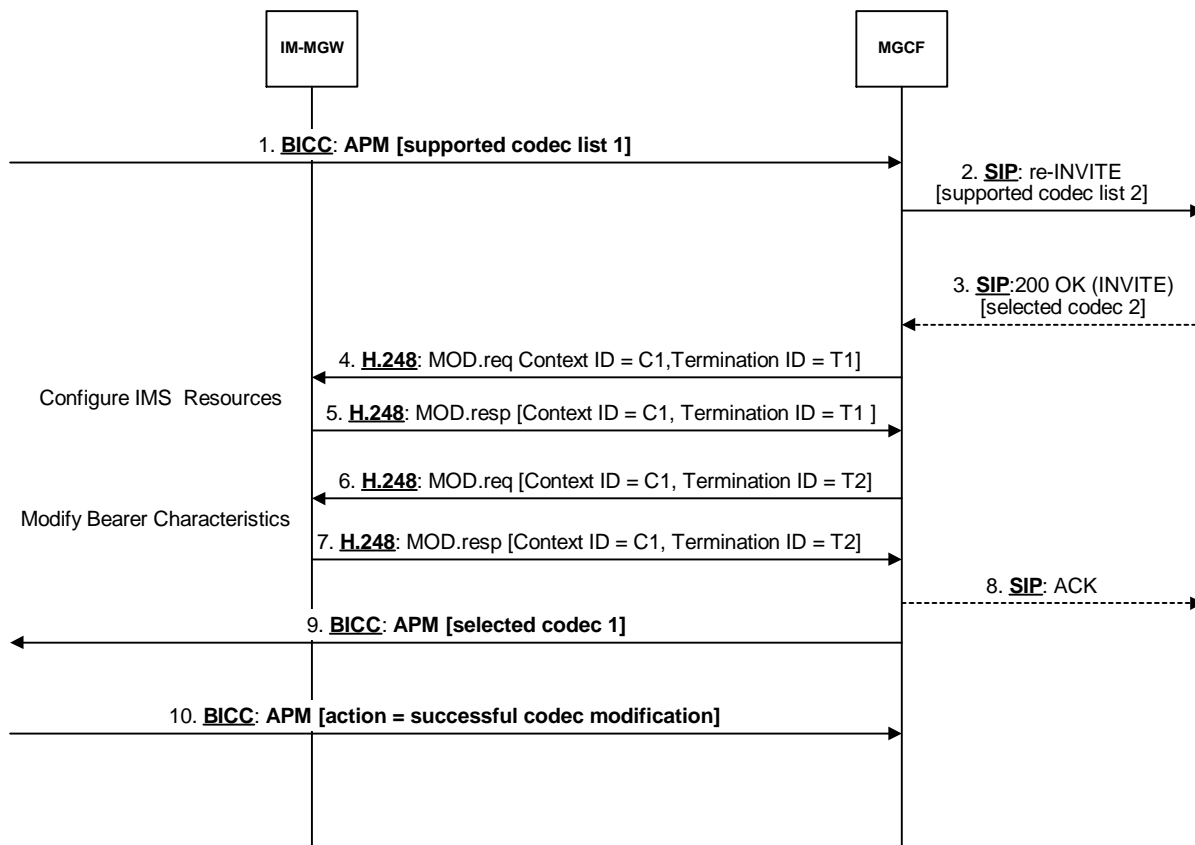 IM-MGW
MGCF
1. BICC: APM [supported codec list 1]
2. SIP: re-INVITE
[supported codec list 2]
3. SIP:200 OK (INVITE)
[selected codec 2]
4. H.248: MOD.req Context ID = C1,Termination ID = T1]
Configure IMS Resources
5. H.248: MOD.resp [Context ID = C1, Termination ID = T1 ]
6. H.248: MOD.req [Context ID = C1, Termination ID = T2]
Modify Bearer Characteristics
7. H.248: MOD.resp [Context ID = C1, Termination ID = T2]
8. SIP: ACK
9. BICC: APM [selected codec 1]
10. BICC: APM [action = successful codec modification]